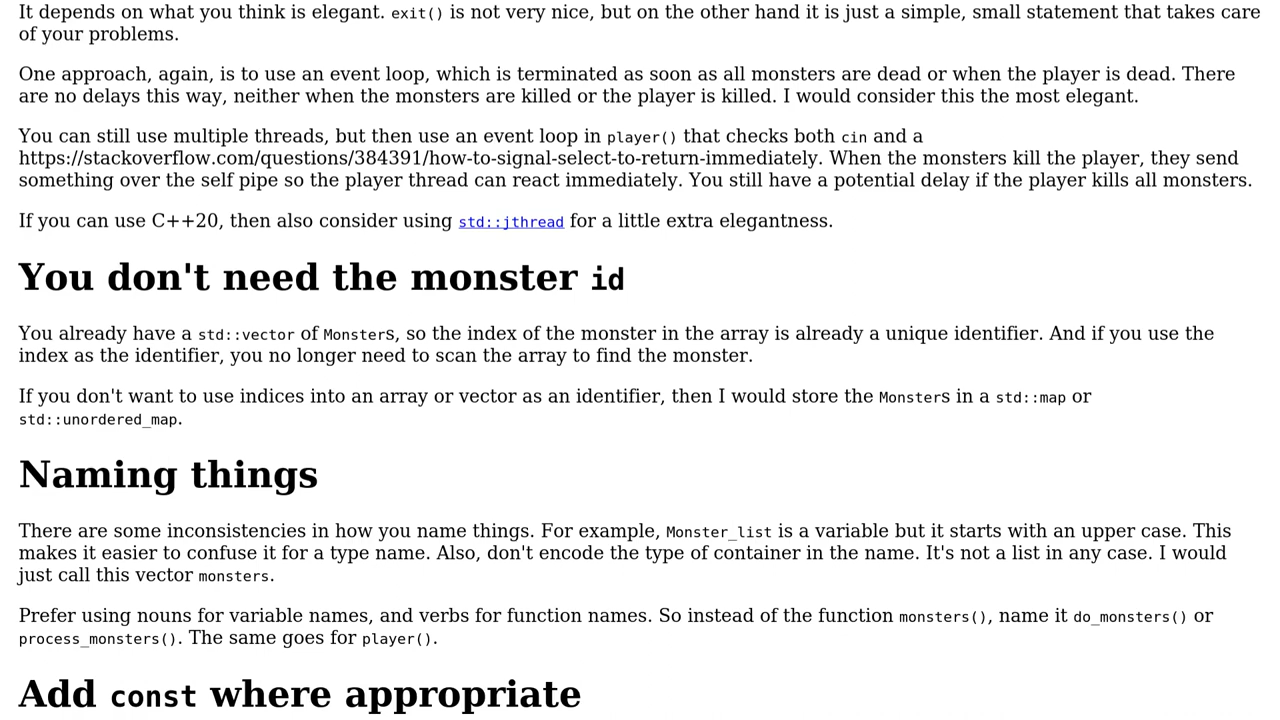 It depends on what you think is elegant. exit() is not very nice, but on the other hand it is just a simple, small statement that takes care
of your problems.
One approach, again, is to use an event loop, which is terminated as soon as all monsters are dead or when the player is dead. There
are no delays this way, neither when the monsters are killed or the player is killed. I would consider this the most elegant.
You can still use multiple threads, but then use an event loop in player() that checks both cin and a
https://stackoverflow.com/questions/384391/how-to-signal-select-to-return-immediately. When the monsters kill the player, they send
something over the self pipe so the player thread can react immediately. You still have a potential delay if the player kills all monsters.
If you can use C++20, then also consider using std::jthread for a little extra elegantness.
You don't need the monster id
You already have a std::vector of Monsters, so the index of the monster in the array is already a unique identifier. And if you use the
index as the identifier, you no longer need to scan the array to find the monster.
If you don't want to use indices into an array or vector as an identifier, then I would store the Monsters in a std::map or
std::unordered_map.
Naming things
There are some inconsistencies in how you name things. For example, Monster_list is a variable but it starts with an upper case. This
makes it easier to confuse it for a type name. Also, don't encode the type of container in the name. It's not a list in any case. I would
just call this vector monsters.
Prefer using nouns for variable names, and verbs for function names. So instead of the function monsters(), name it do_monsters() or
process_monsters(). The same goes for player().
Add const where appropriate